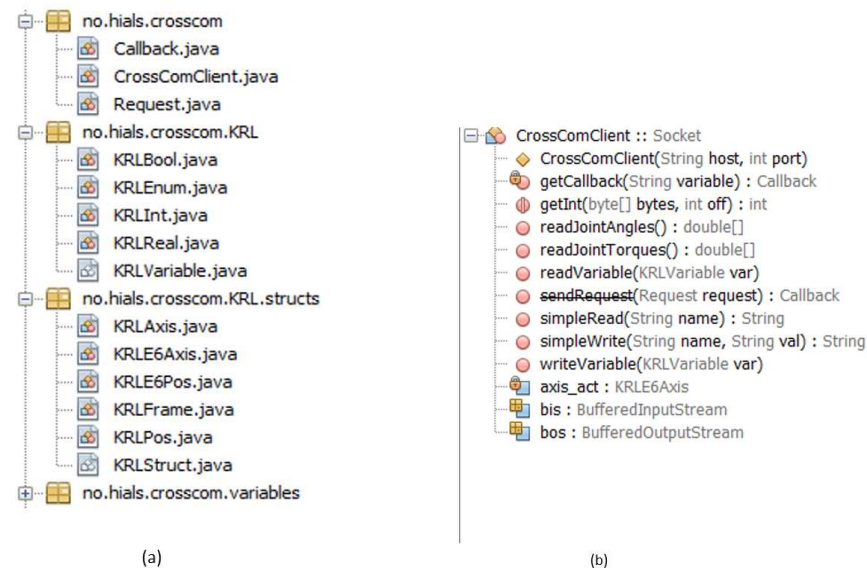 no.hials.crosscom
Callback.java
CrossComClient.java
Request.java
no.hials.crosscom.KRL
KRLBool.java
KRLEnum.java
KRLInt.java
KRLReal.java
KRLVariable.java
no.hials.crosscom.KRL.structs
KRLAxis.java
KRLE6Axis.java
KRLE6Pos.java
KRLFrame.java
KRLPos.java
KRLStruct.java
no.hials.crosscom.variables
(a)
CrossComClient :: Socket
CrossComClient(String host, int port)
getCallback(String variable) : Callback
getInt(byte[] bytes, int off) : int
readJointAngles() : double[]
readJointTorques() : double[]
readVariable(KRLVariable var)
sendRequest(Request request) : Callback
simpleRead(String name) : String
simpleWrite(String name, String val) : String
writeVariable(KRLVariable var)
axis_act : KRLE6Axis
bis : BufferedInputStream
bos : BufferedOutputStream
(b)